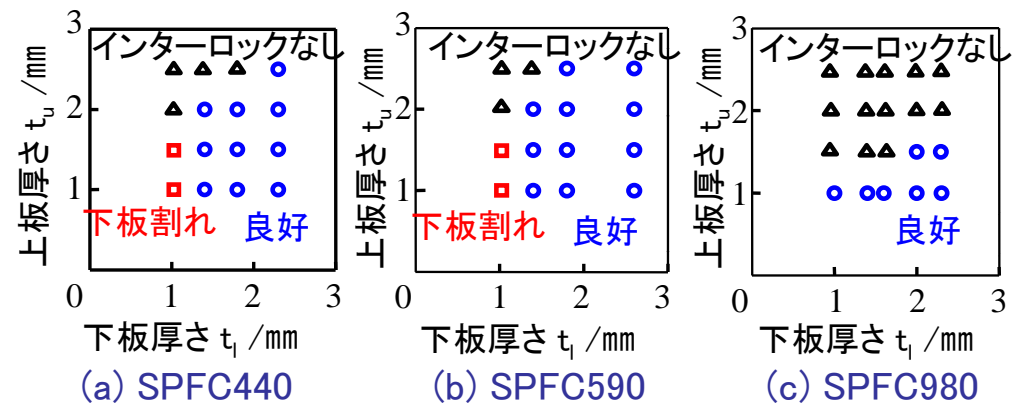 上板厚さ tu /mm
3
2
1
0
インターロックなし
下板割れ
良好
1
2
3
下板厚さ tl /mm
(a) SPFC440
上板厚さ tu /mm
3
2
1
0
インターロックなし
下板割れ
良好
1
2
3
下板厚さ tl /mm
(b) SPFC590
上板厚さ tu /mm
3
2
1
0
インターロックなし
良好
1
2
3
下板厚さ tl /mm
(c) SPFC980